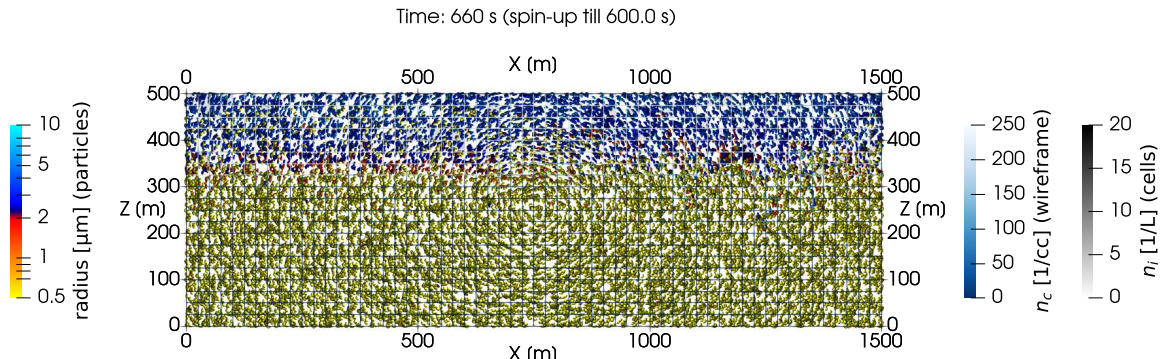 Time: 660 s (spin-up till 600.0 s)
X (m)
0 500 1000 1500
500 500
400 400
300 300
Z (m) Z (m)
200 200
100 100
0 0
0 500 1000 1500
X (m)
10
5
2
1
0.5
radius [µm] (particles)
250
200
150
100
50
0
n_c [1/cc] (wireframe)
20
15
10
5
0
n_i [1/L] (cells)